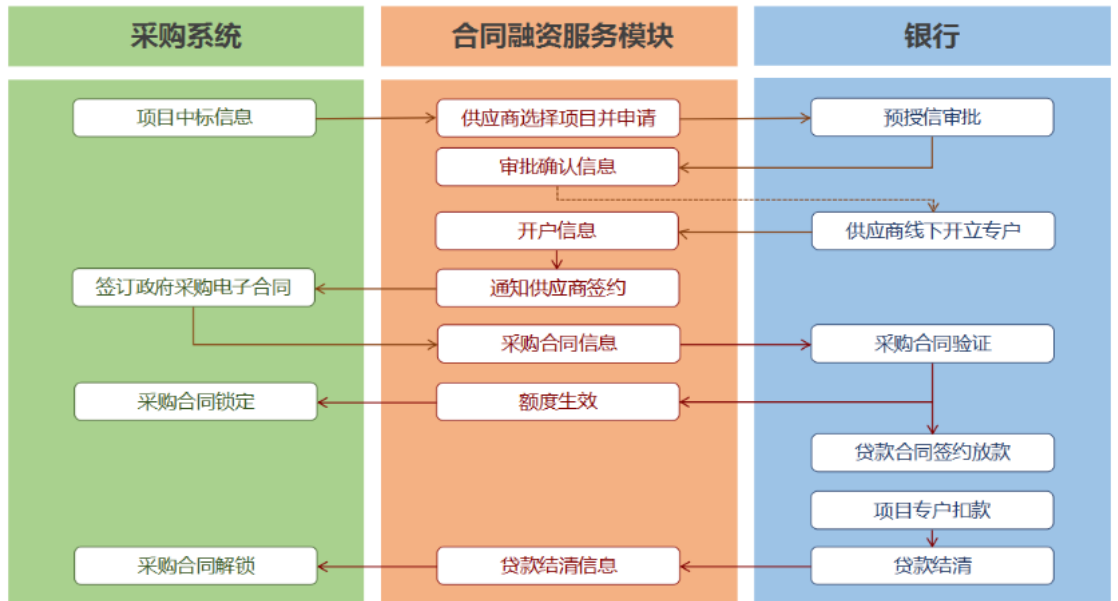 采购系统
合同融资服务模块
银行
项目中标信息
供应商选择项目并申请
预授信审批
审批确认信息
开户信息
供应商线下开立专户
签订政府采购电子合同
通知供应商签约
采购合同信息
采购合同验证
采购合同锁定
额度生效
贷款合同签约放款
项目专户扣款
采购合同解锁
贷款结清信息
贷款结清